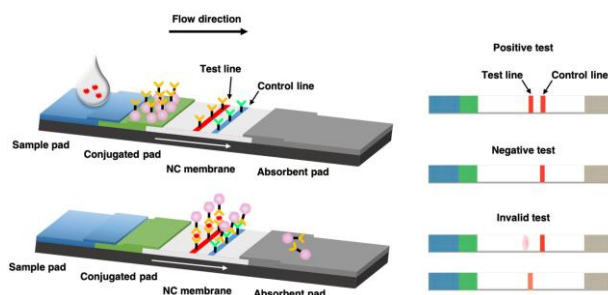 Flow direction
Test line
Control line
Sample pad
Conjugated pad
NC membrane
Absorbent pad
Sample pad
Conjugated pad
NC membrane
Absorbent pad
Positive test
Test line
Control line
Negative test
Invalid test